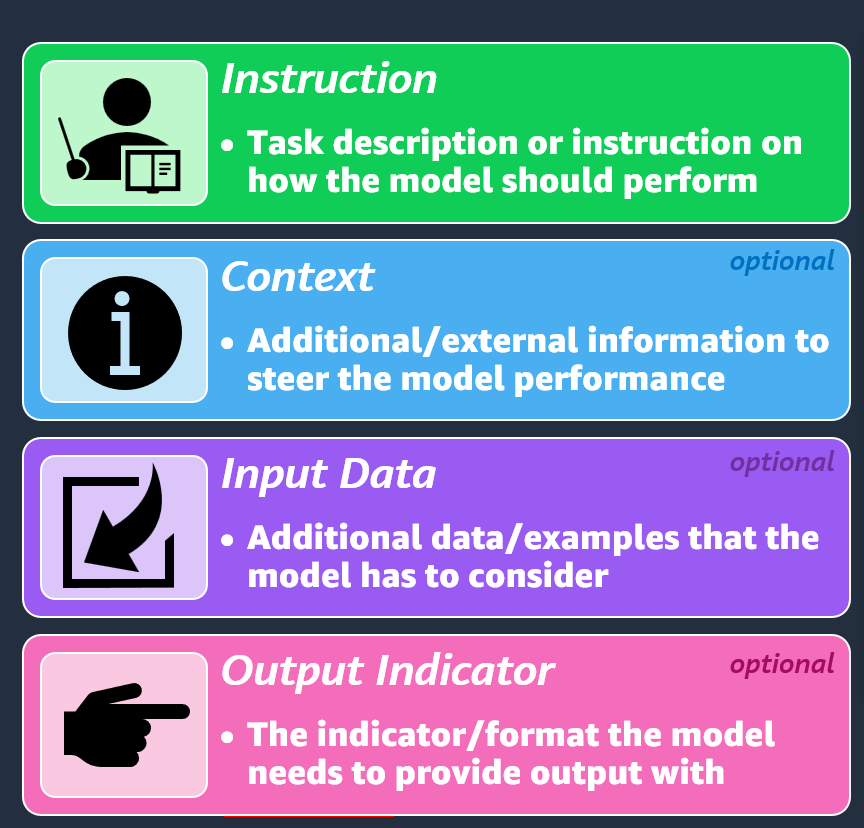 Instruction
• Task description or instruction on
how the model should perform
optional
Context
• Additional/external information to
steer the model performance
optional
Input Data
• Additional data/examples that the
model has to consider
optional
Output Indicator
• The indicator/format the model
needs to provide output with